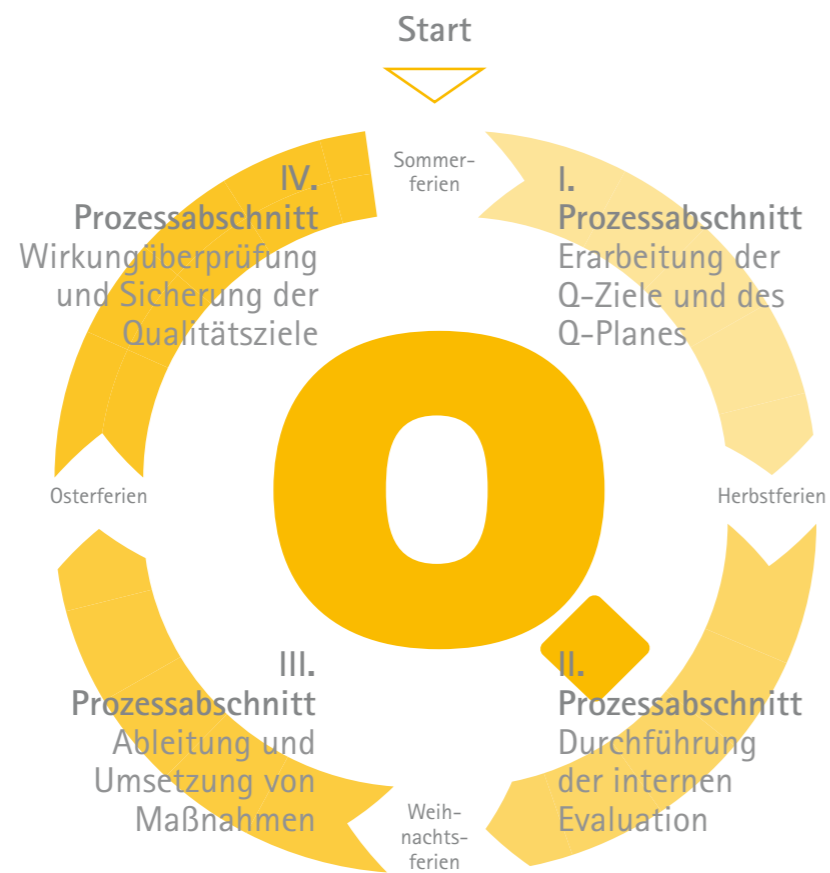 Start
Sommer-
ferien
I.
Prozessabschnitt
Erarbeitung der
Q-Ziele und des
Q-Planes
Herbstferien
II.
Prozessabschnitt
Durchführung
der internen
Evaluation
Weih-
nachts-
ferien
III.
Prozessabschnitt
Ableitung und
Umsetzung von
Maßnahmen
Osterferien
IV.
Prozessabschnitt
Wirkungüberprüfung
und Sicherung der
Qualitätsziele
Q